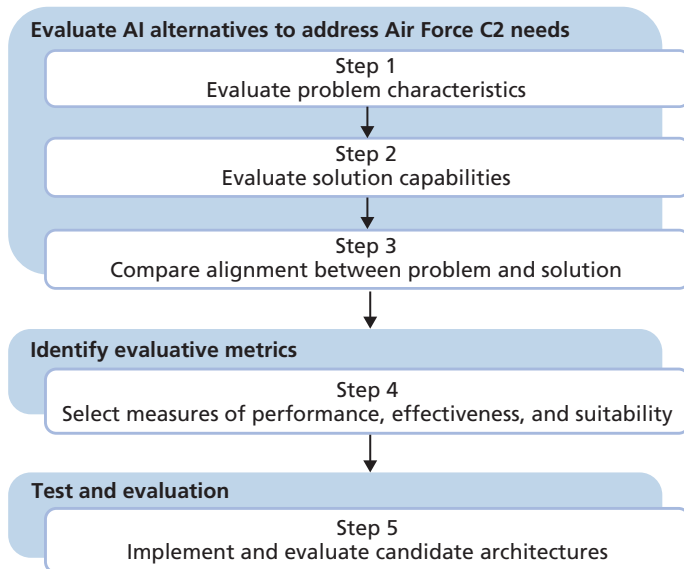 Evaluate AI alternatives to address Air Force C2 needs
Step 1
Evaluate problem characteristics
Step 2
Evaluate solution capabilities
Step 3
Compare alignment between problem and solution
Identify evaluative metrics
Step 4
Select measures of performance, effectiveness, and suitability
Test and evaluation
Step 5
Implement and evaluate candidate architectures